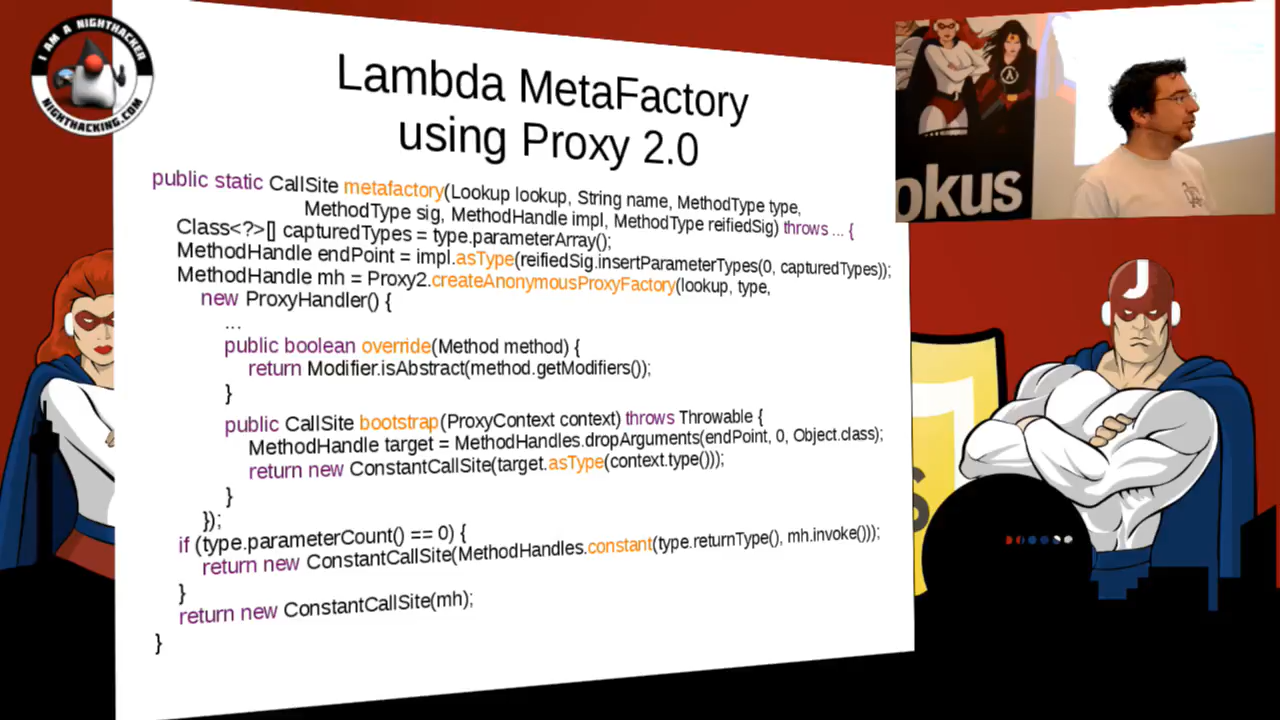 I AM A NIGHTHACKER
NIGHTHACKING.COM
Lambda MetaFactory
using Proxy 2.0
public static CallSite metafactory(Lookup lookup, String name, MethodType type,
MethodType sig, MethodHandle impl, MethodType reifiedSig) throws ... {
Class<?>[] capturedTypes = type.parameterArray();
MethodHandle endPoint = impl.asType(reifiedSig.insertParameterTypes(0, capturedTypes));
MethodHandle mh = Proxy2.createAnonymousProxyFactory(lookup, type,
new ProxyHandler() {
...
public boolean override(Method method) {
return Modifier.isAbstract(method.getModifiers());
}
public CallSite bootstrap(ProxyContext context) throws Throwable {
MethodHandle target = MethodHandles.dropArguments(endPoint, 0, Object.class);
return new ConstantCallSite(target.asType(context.type()));
}
});
if (type.parameterCount() == 0) {
return new ConstantCallSite(MethodHandles.constant(type.returnType(), mh.invoke()));
}
return new ConstantCallSite(mh);
}
okus
J